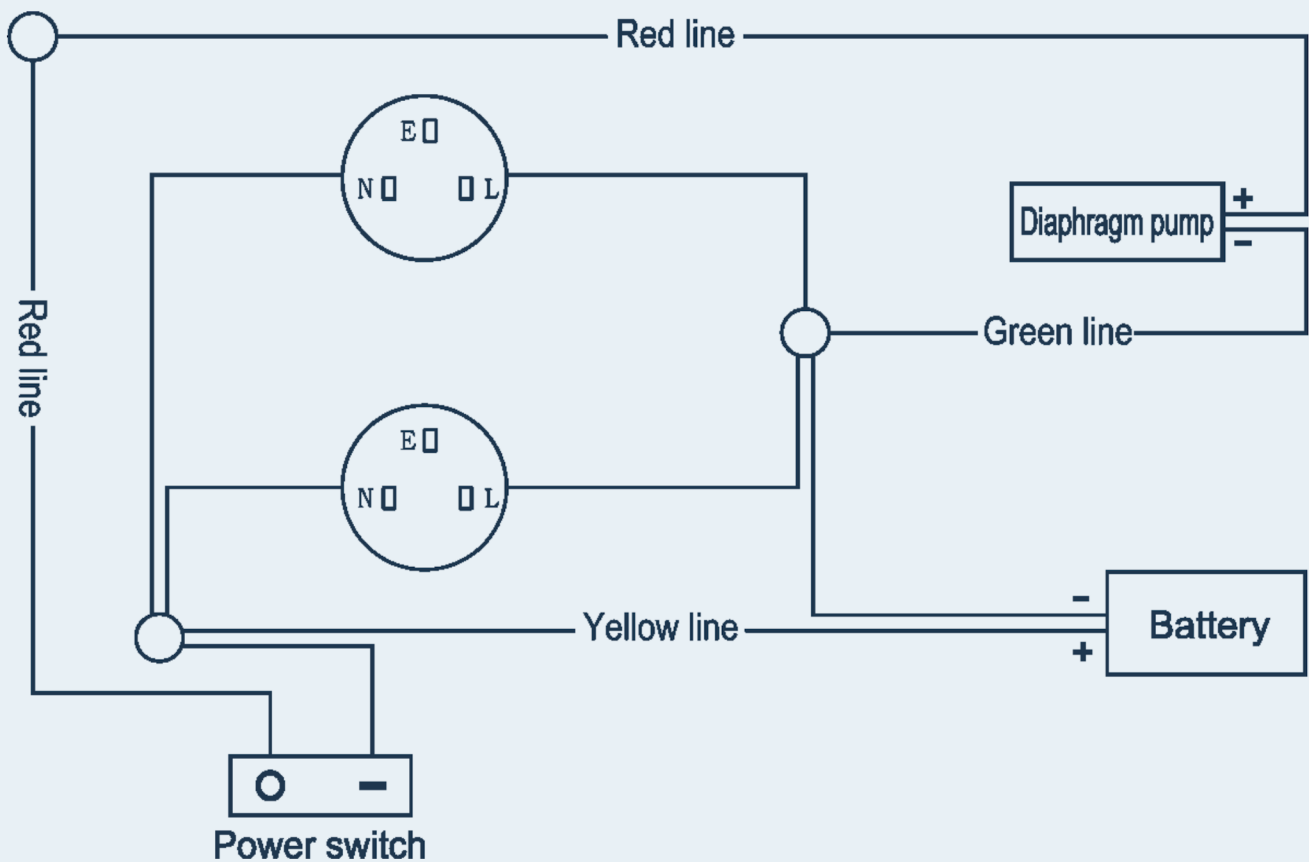 Red line
E
N L
Diaphragm pump
+
-
Red line
Green line
E
N L
Yellow line
-
+
Battery
O -
Power switch